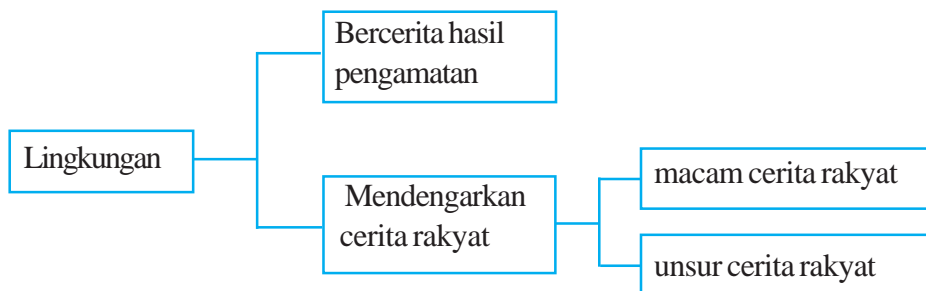 Bercerita hasil
pengamatan
Lingkungan
Mendengarkan
cerita rakyat
macam cerita rakyat
unsur cerita rakyat